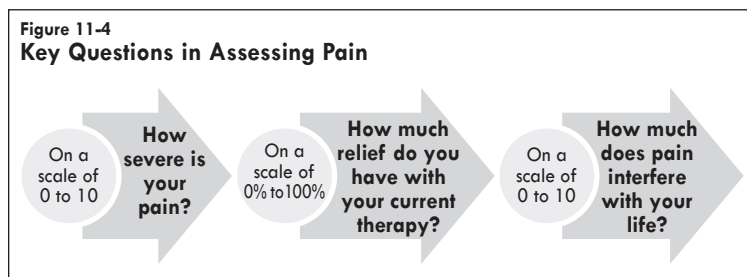 Figure 11-4
Key Questions in Assessing Pain
On a
scale of
0 to 10
How
severe is
your
pain?
On a
scale of
0% to100%
How much
relief do you
have with
your current
therapy?
On a
scale of
0 to 10
How much
does pain
interfere
with your
life?